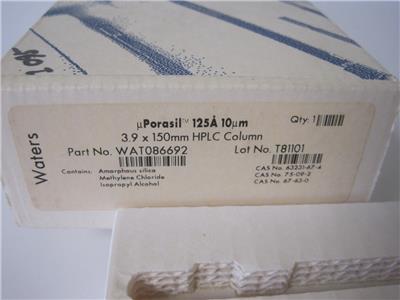 Waters
µPorasil™ 125Å 10µm Qty: 1
3.9 x 150mm HPLC Column
Part No. WAT086692 Lot No. T81101
Contains: Amorphous silica CAS No. 63231-67-4
Methylene Chloride CAS No. 75-09-2
Isopropyl Alcohol CAS No. 67-63-0